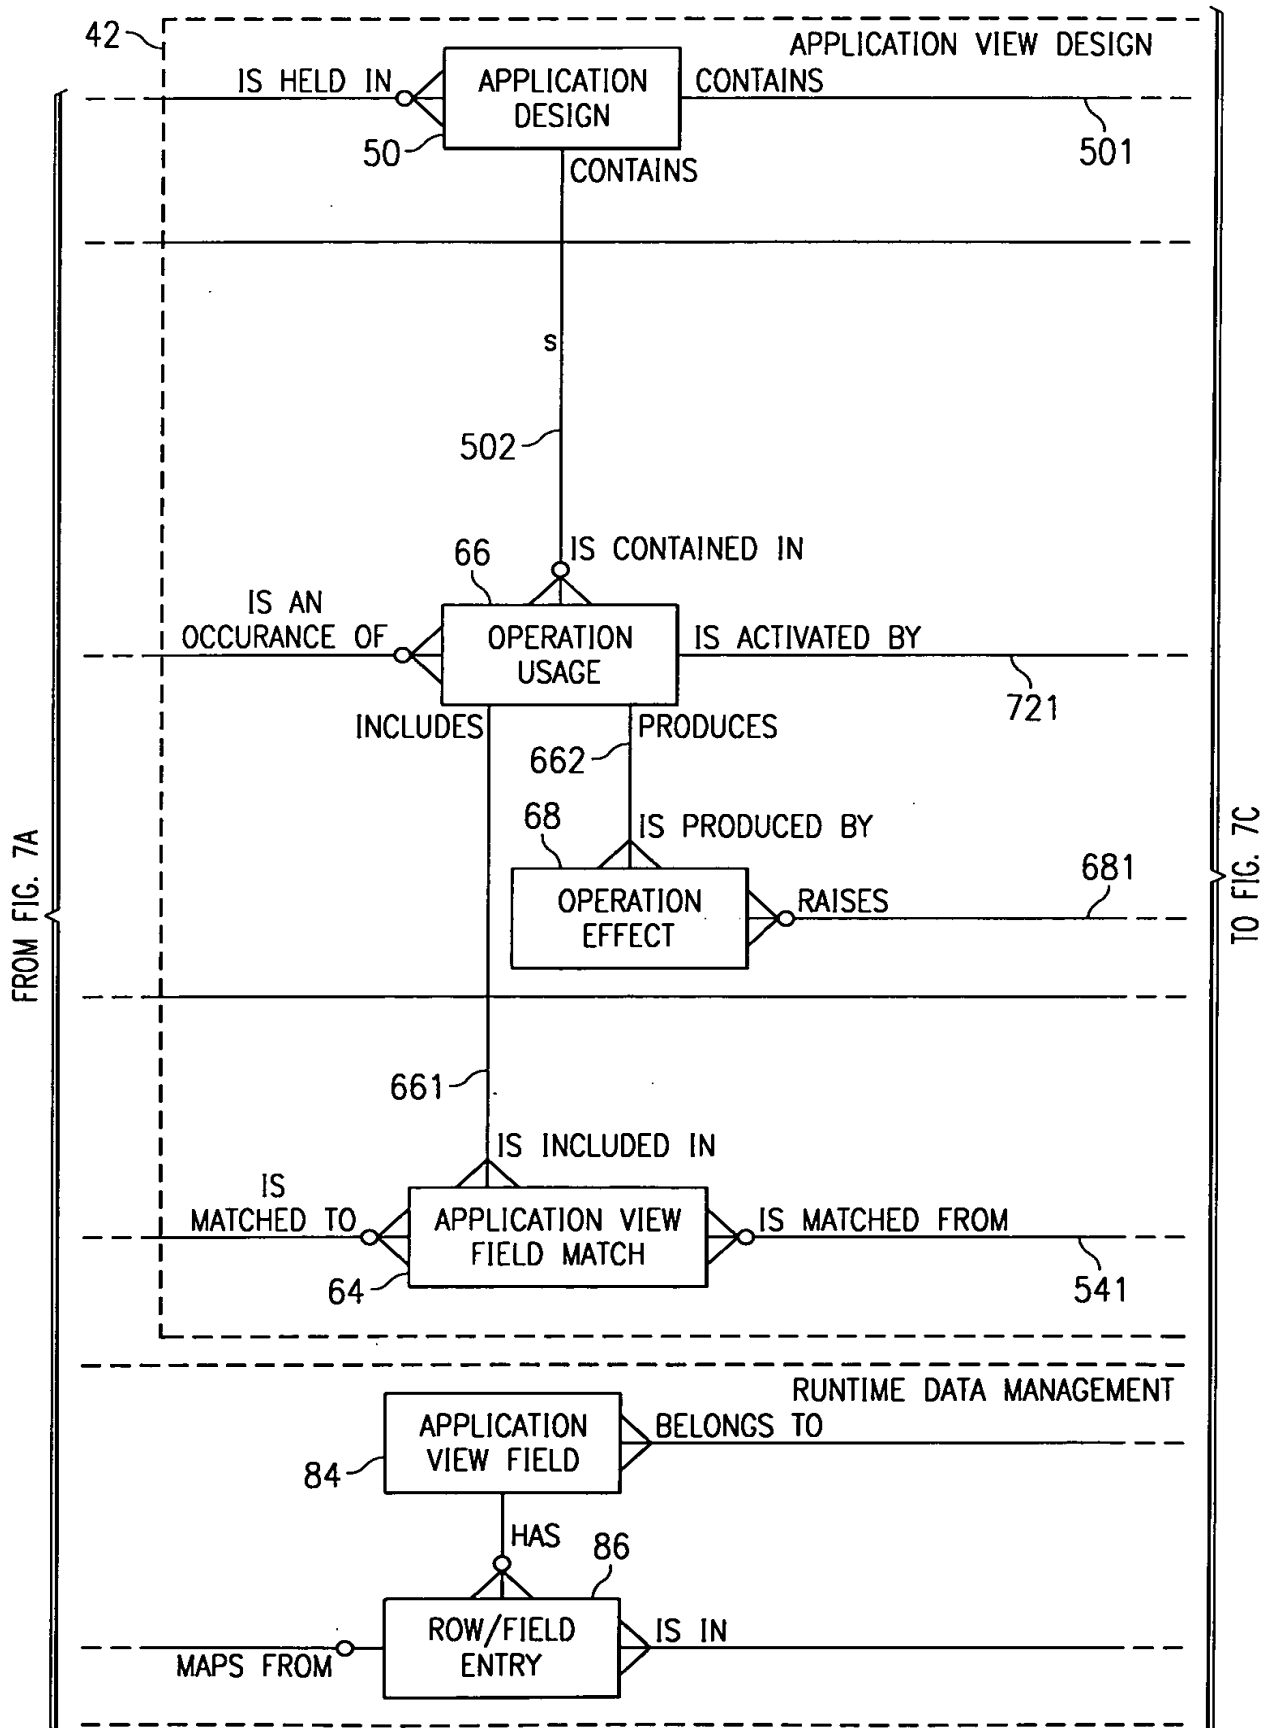 42
APPLICATION VIEW DESIGN
IS HELD IN
APPLICATION
DESIGN
CONTAINS
50
501
CONTAINS
S
502
66
IS CONTAINED IN
IS AN
OCCURANCE OF
OPERATION
USAGE
IS ACTIVATED BY
721
INCLUDES
PRODUCES
662
68
IS PRODUCED BY
OPERATION
EFFECT
RAISES
681
FROM FIG. 7A
TO FIG. 7C
661
IS INCLUDED IN
IS
MATCHED TO
APPLICATION VIEW
FIELD MATCH
IS MATCHED FROM
64
541
RUNTIME DATA MANAGEMENT
APPLICATION
VIEW FIELD
BELONGS TO
84
HAS
86
ROW/FIELD
ENTRY
IS IN
MAPS FROM